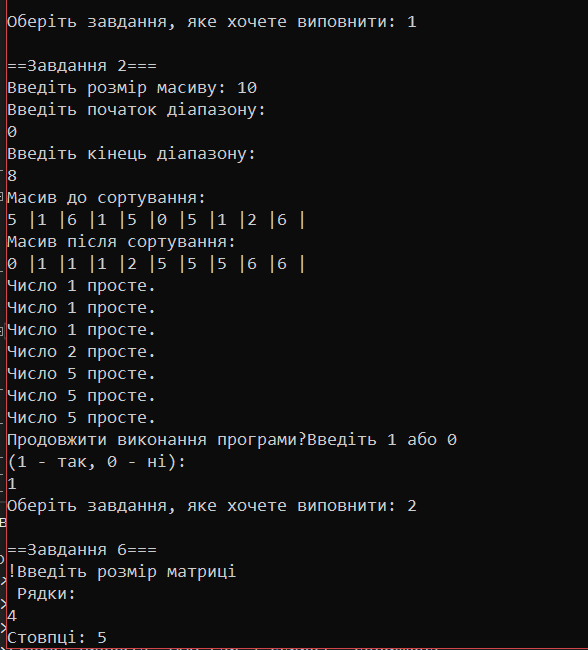 Оберіть завдання, яке хочете виповнити: 1
==Завдання 2===
Введіть розмір масиву: 10
Введіть початок діапазону:
0
Введіть кінець діапазону:
8
Масив до сортування:
5 |1 |6 |1 |5 |0 |5 |1 |2 |6 |
Масив після сортування:
0 |1 |1 |1 |2 |5 |5 |5 |6 |6 |
Число 1 просте.
Число 1 просте.
Число 1 просте.
Число 2 просте.
Число 5 просте.
Число 5 просте.
Число 5 просте.
Продовжити виконання програми?Введіть 1 або 0
(1 - так, 0 - ні):
1
Оберіть завдання, яке хочете виповнити: 2
==Завдання 6===
!Введіть розмір матриці
Рядки:
4
Стовпці: 5